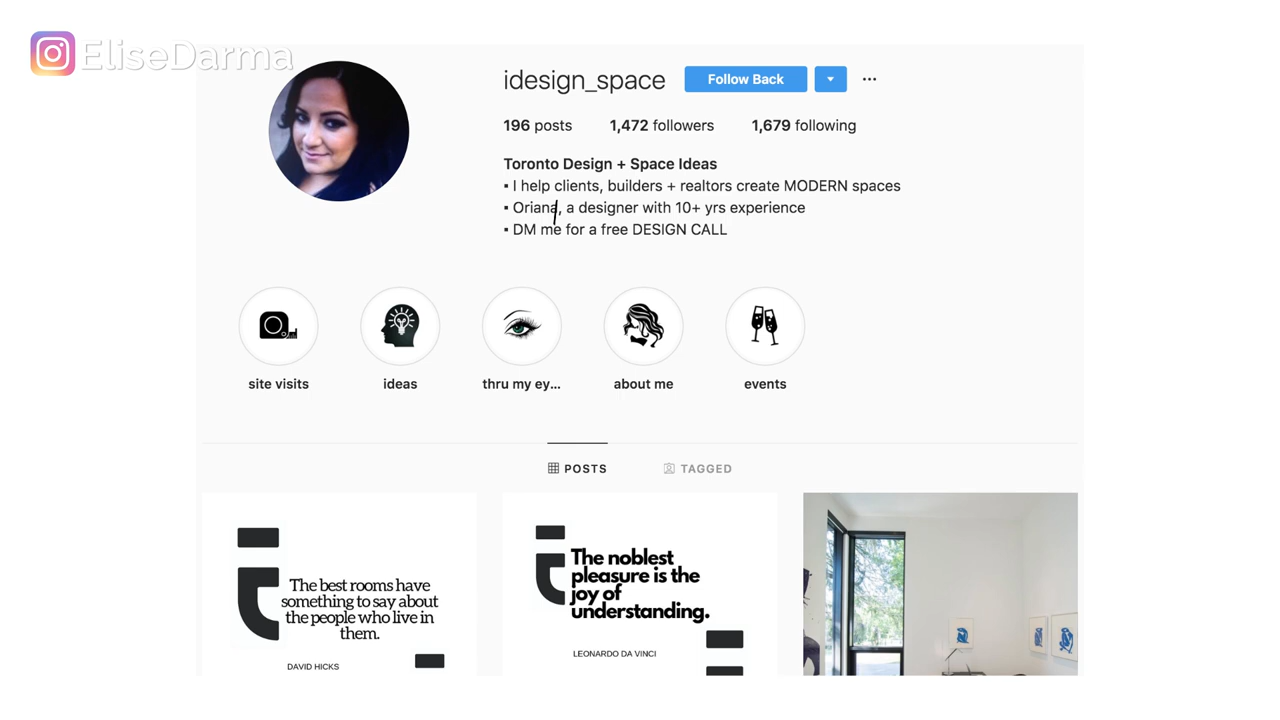 EliseDarma
idesign_space
Follow Back
196 posts 1,472 followers 1,679 following
Toronto Design + Space Ideas
▪ I help clients, builders + realtors create MODERN spaces
▪ Oriana, a designer with 10+ yrs experience
▪ DM me for a free DESIGN CALL
site visits
ideas
thru my ey...
about me
events
POSTS
TAGGED
The best rooms have
something to say about
the people who live in
them.
DAVID HICKS
The noblest
pleasure is the
joy of
understanding.
LEONARDO DA VINCI